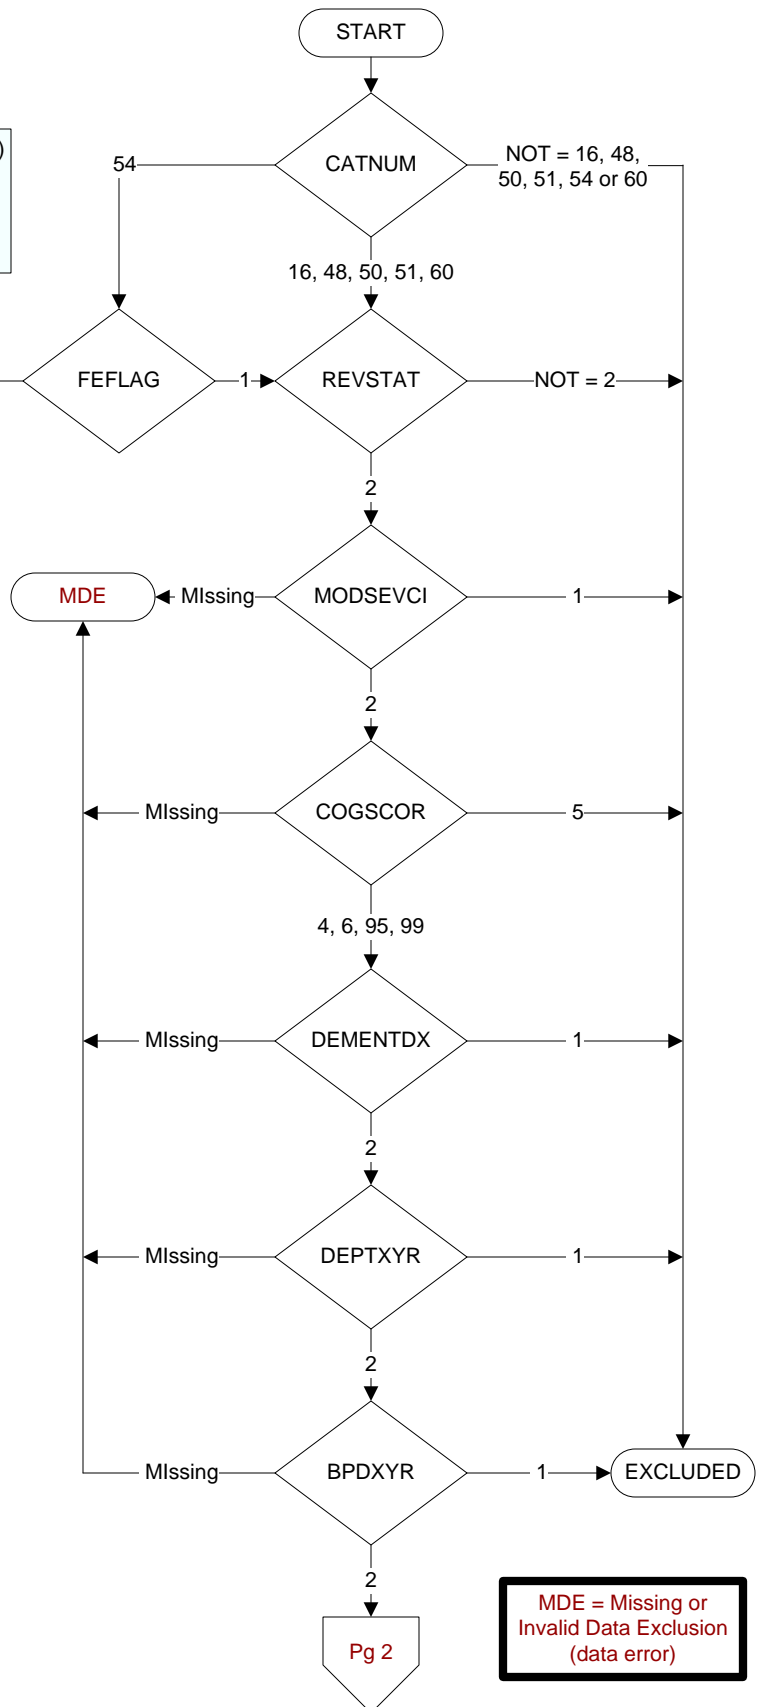 START
)
CATNUM
54
NOT = 16, 48,
50, 51, 54 or 60
16, 48, 50, 51, 60
FEFLAG
1
REVSTAT
NOT = 2
2
MDE
MIssing
MODSEVCI
1
2
MIssing
COGSCOR
5
4, 6, 95, 99
MIssing
DEMENTDX
1
2
MIssing
DEPTXYR
1
2
MIssing
BPDXYR
1
EXCLUDED
2
Pg 2
MDE = Missing or
Invalid Data Exclusion
(data error)